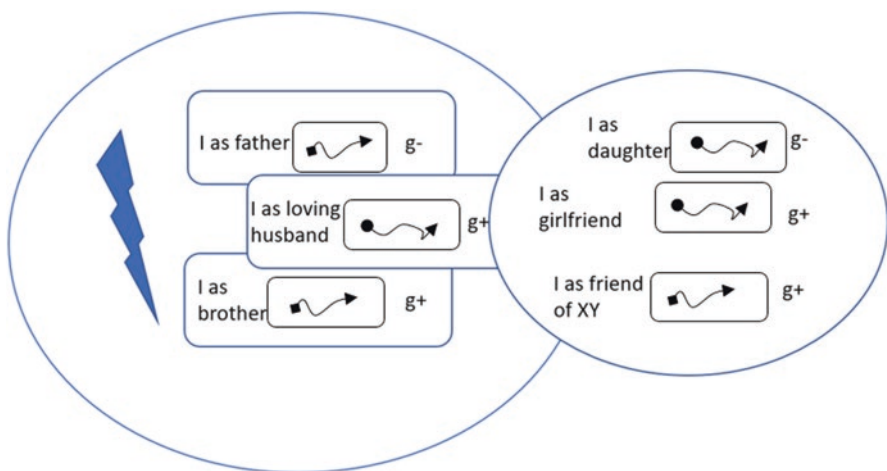 I as father
g-
I as loving
husband
g+
I as
brother
g+
I as
daughter
g-
I as
girlfriend
g+
I as friend
of XY
g+